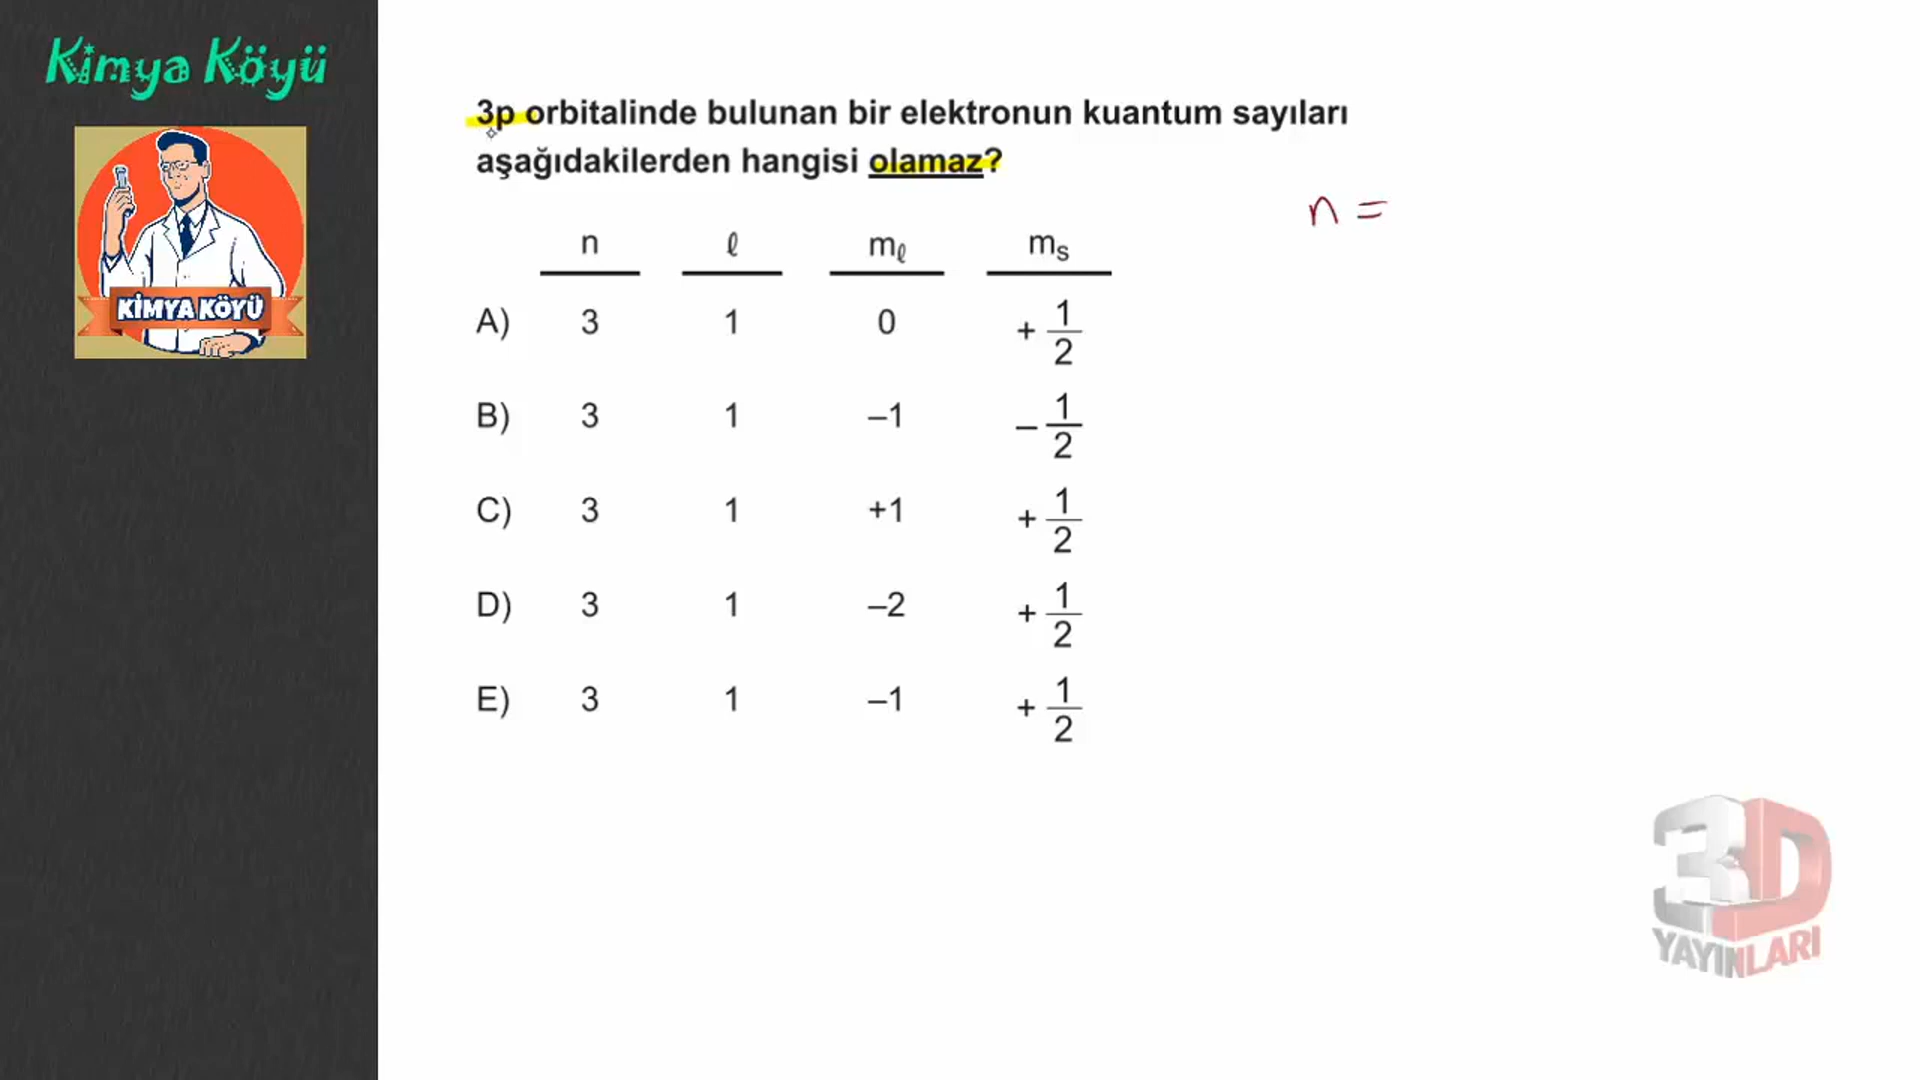 Kimya Köyü
KİMYA KÖYÜ
3p orbitalinde bulunan bir elektronun kuantum sayıları
aşağıdakilerden hangisi olamaz?
n =
n ℓ mℓ ms
A) 3 1 0 + 1/2
B) 3 1 –1 – 1/2
C) 3 1 +1 + 1/2
D) 3 1 –2 + 1/2
E) 3 1 –1 + 1/2
3D
YAYINLARI